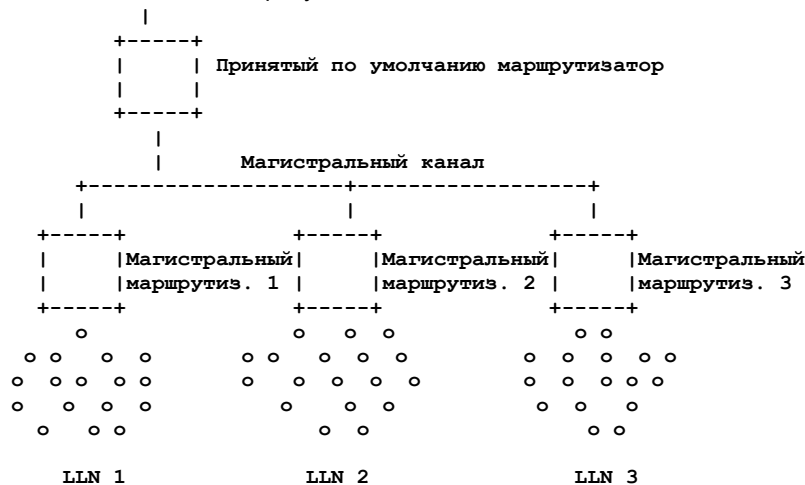 Принятый по умолчанию маршрутизатор
Магистральный канал
Магистральный Магистральный Магистральный
маршрутиз. 1 маршрутиз. 2 маршрутиз. 3
LLN 1 LLN 2 LLN 3